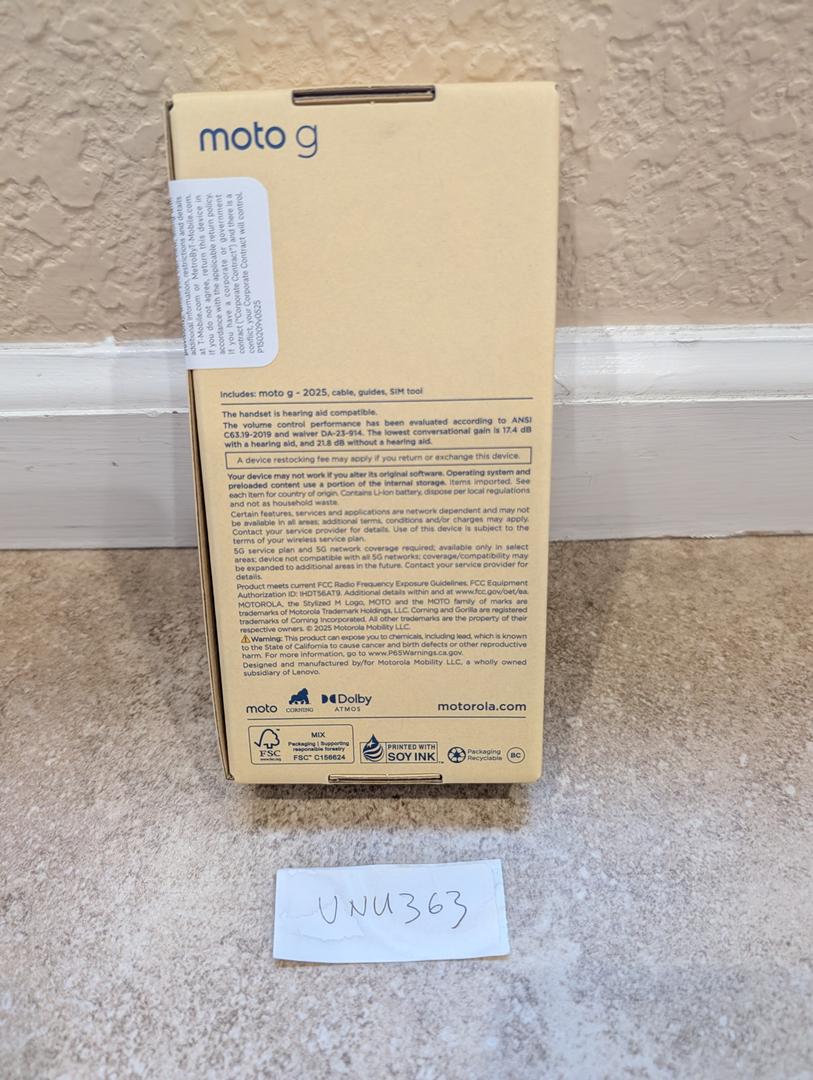 moto g
additional information, restrictions and details
at T-Mobile.com or MetroByT-Mobile.com.
If you do not agree, return this device in
accordance with the applicable return policy.
If you have a corporate or government
contract ("Corporate Contract") and there is a
conflict, your Corporate Contract will control.
P150209V0525
Includes: moto g - 2025, cable, guides, SIM tool
The handset is hearing aid compatible.
The volume control performance has been evaluated according to ANSI
C63.19-2019 and waiver DA-23-914. The lowest conversational gain is 17.4 dB
with a hearing aid, and 21.8 dB without a hearing aid.
A device restocking fee may apply if you return or exchange this device.
Your device may not work if you alter its original software. Operating system and
preloaded content use a portion of the internal storage. Items imported. See
each item for country of origin. Contains Li-Ion battery, dispose per local regulations
and not as household waste.
Certain features, services and applications are network dependent and may not
be available in all areas; additional terms, conditions and/or charges may apply.
Contact your service provider for details. Use of this device is subject to the
terms of your wireless service plan.
5G service plan and 5G network coverage required; available only in select
areas; device not compatible with all 5G networks; coverage/compatibility may
be expanded to additional areas in the future. Contact your service provider for
details.
Product meets current FCC Radio Frequency Exposure Guidelines. FCC Equipment
Authorization ID: IHDT56AT9. Additional details within and at www.fcc.gov/oet/ea.
MOTOROLA, the Stylized M Logo, MOTO and the MOTO family of marks are
trademarks of Motorola Trademark Holdings, LLC. Corning and Gorilla are registered
trademarks of Corning Incorporated. All other trademarks are the property of their
respective owners. © 2025 Motorola Mobility LLC.
Warning: This product can expose you to chemicals, including lead, which is known
to the State of California to cause cancer and birth defects or other reproductive
harm. For more information, go to www.P65Warnings.ca.gov.
Designed and manufactured by/for Motorola Mobility LLC, a wholly owned
subsidiary of Lenovo.
moto
CORNING
Dolby
ATMOS
motorola.com
FSC
www.fsc.org
MIX
Packaging | Supporting
responsible forestry
FSC™ C156624
PRINTED WITH
SOY INK™
Packaging
Recyclable
BC
VNU363